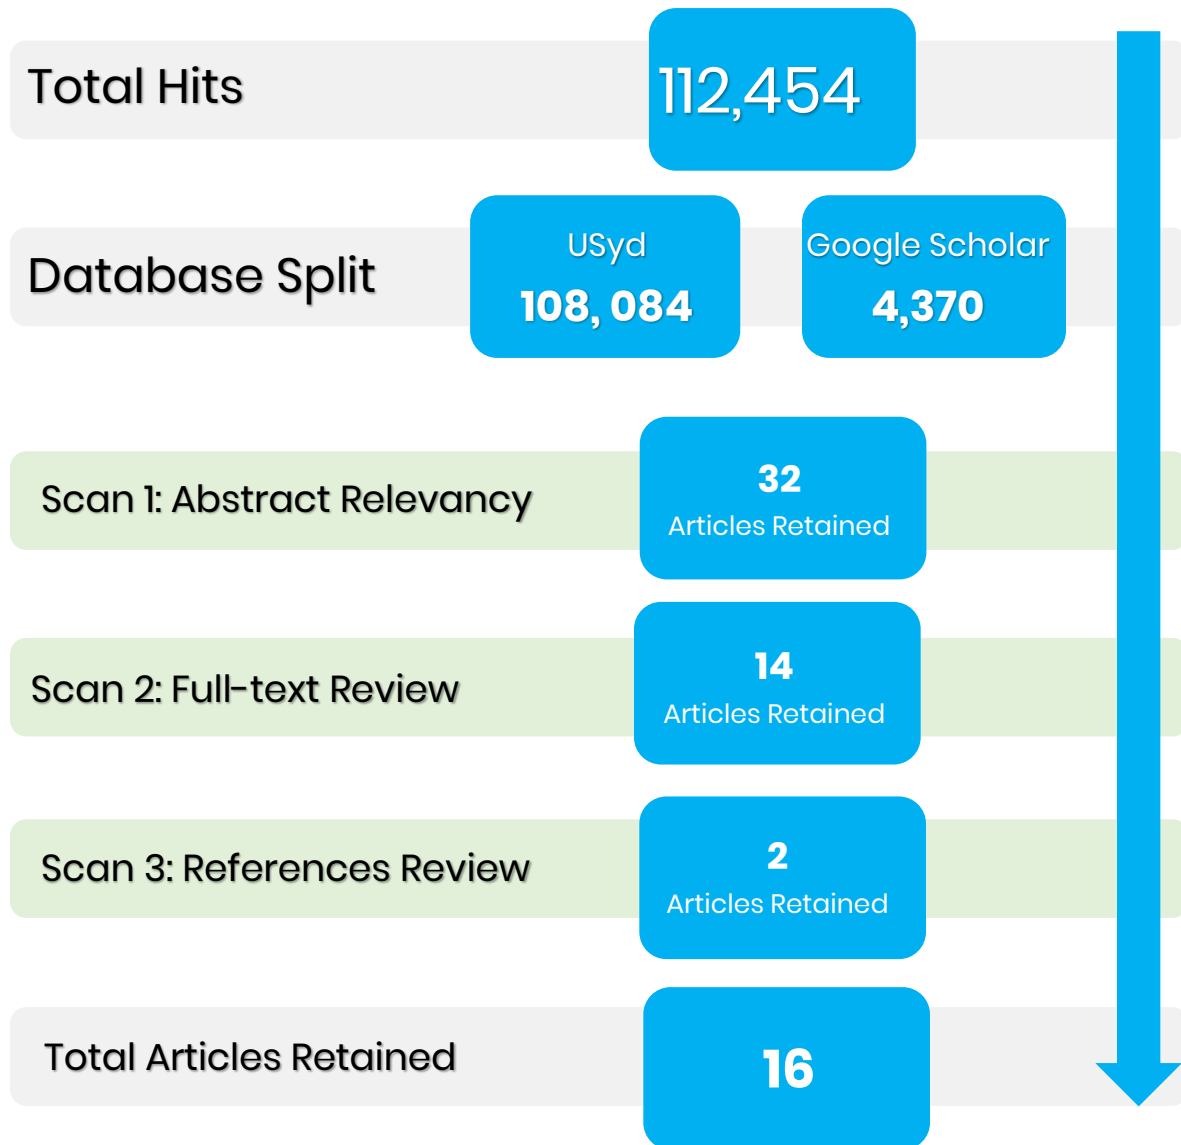 Total Hits
112,454
Database Split
USyd
108, 084
Google Scholar
4,370
Scan 1: Abstract Relevancy
32
Articles Retained
Scan 2: Full-text Review
14
Articles Retained
Scan 3: References Review
2
Articles Retained
Total Articles Retained
16